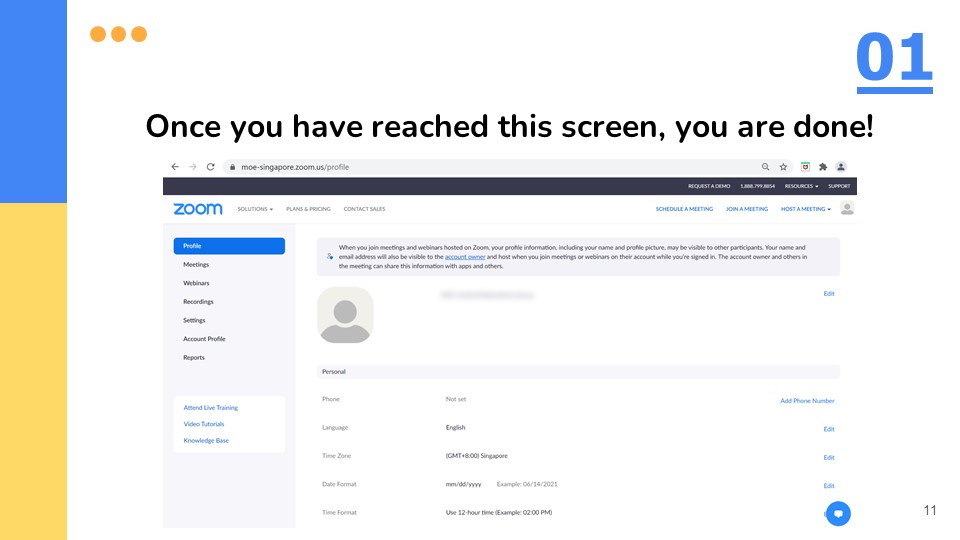 01
Once you have reached this screen, you are done!
moe-singapore.zoom.us/profile
REQUEST A DEMO 1.888.799.8854 RESOURCES SUPPORT
zoom SOLUTIONS PLANS & PRICING CONTACT SALES SCHEDULE A MEETING JOIN A MEETING HOST A MEETING
Profile
Meetings
Webinars
Recordings
Settings
Account Profile
Reports
Attend Live Training
Video Tutorials
Knowledge Base
When you join meetings and webinars hosted on Zoom, your profile information, including your name and profile picture, may be visible to other participants. Your name and
email address will also be visible to the account owner and host when you join meetings or webinars on their account while you're signed in. The account owner and others in
the meeting can share this information with apps and others.
Edit
Personal
Phone Not set Add Phone Number
Language English Edit
Time Zone (GMT+8:00) Singapore Edit
Date Format mm/dd/yyyy Example: 06/14/2021 Edit
Time Format Use 12-hour time (Example: 02:00 PM)
11